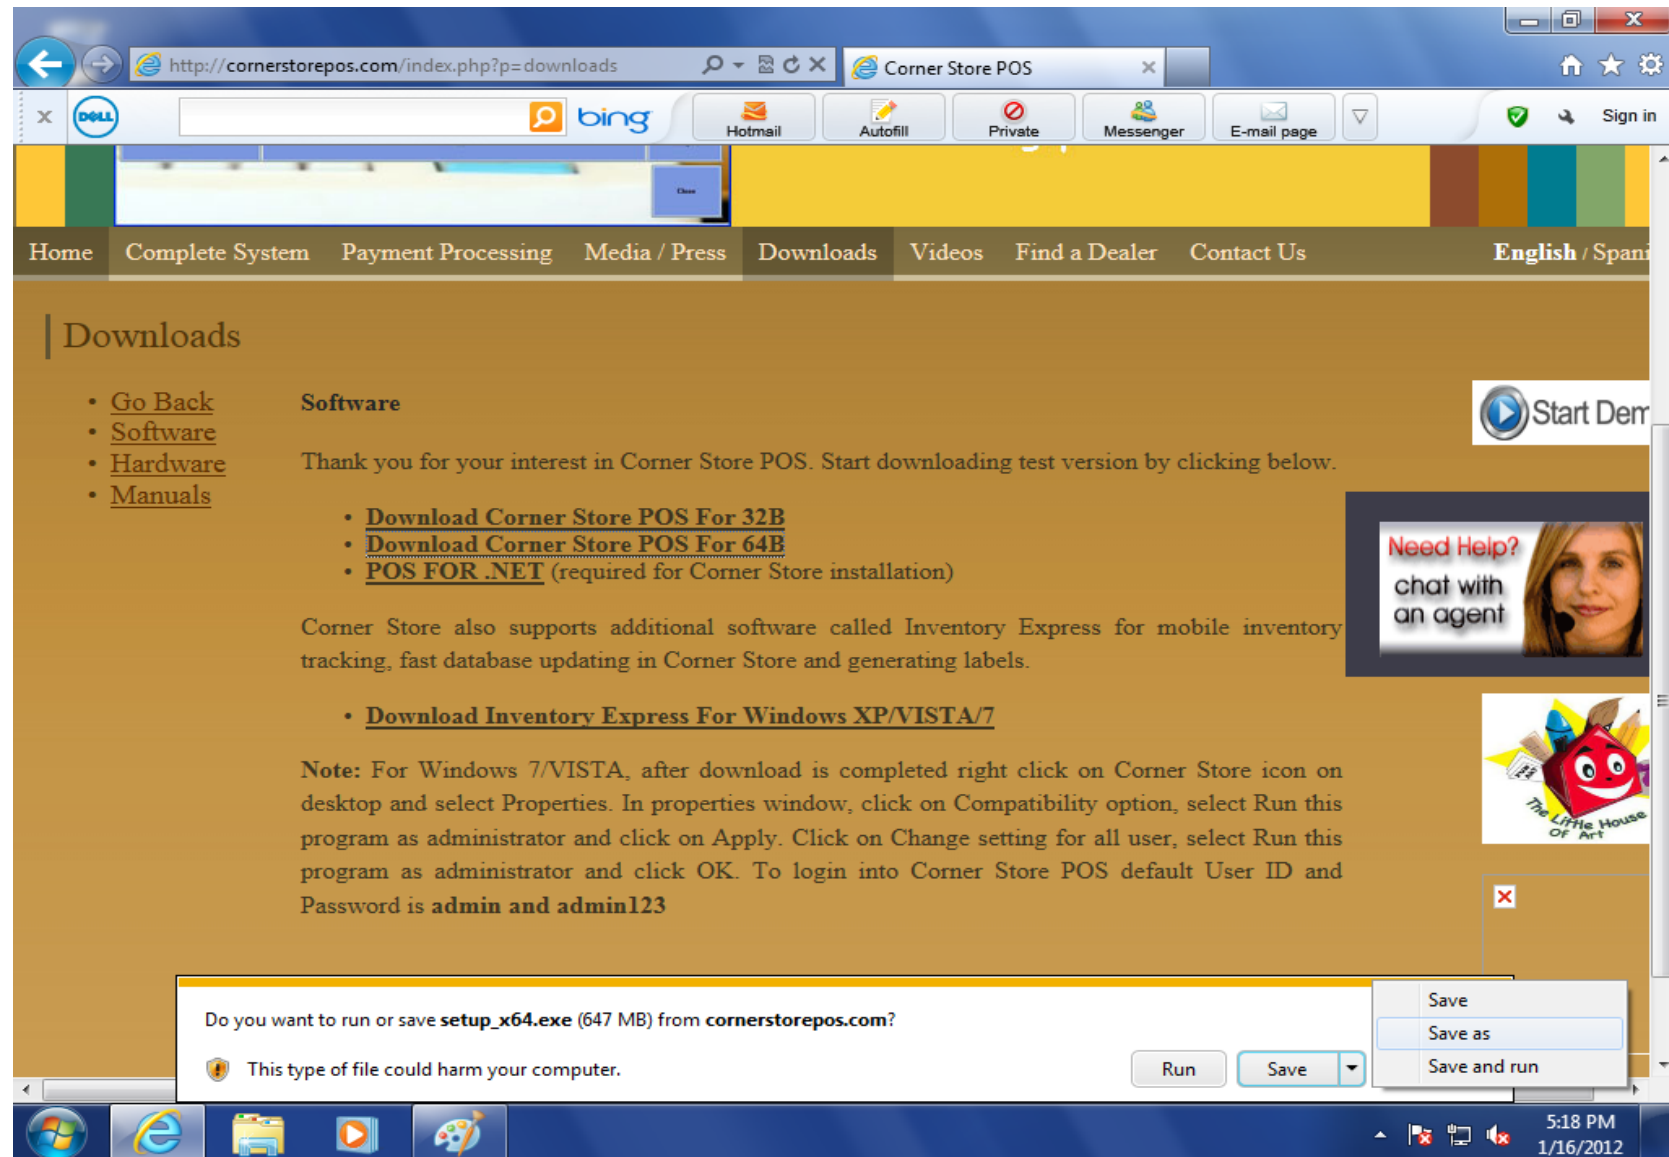 http://cornerstorepos.com/index.php?p=downloads
Corner Store POS
DELL
bing
Hotmail
Autofill
Private
Messenger
E-mail page
Sign in
Close
Home
Complete System
Payment Processing
Media / Press
Downloads
Videos
Find a Dealer
Contact Us
English / Spani
Downloads
• Go Back
• Software
• Hardware
• Manuals
Software
Thank you for your interest in Corner Store POS. Start downloading test version by clicking below.
• Download Corner Store POS For 32B
• Download Corner Store POS For 64B
• POS FOR .NET (required for Corner Store installation)
Corner Store also supports additional software called Inventory Express for mobile inventory
tracking, fast database updating in Corner Store and generating labels.
• Download Inventory Express For Windows XP/VISTA/7
Note: For Windows 7/VISTA, after download is completed right click on Corner Store icon on
desktop and select Properties. In properties window, click on Compatibility option, select Run this
program as administrator and click on Apply. Click on Change setting for all user, select Run this
program as administrator and click OK. To login into Corner Store POS default User ID and
Password is admin and admin123
Start Dem
Need Help?
chat with
an agent
The Little House
Of Art
Do you want to run or save setup_x64.exe (647 MB) from cornerstorepos.com?
This type of file could harm your computer.
Run
Save
Save
Save as
Save and run
5:18 PM
1/16/2012